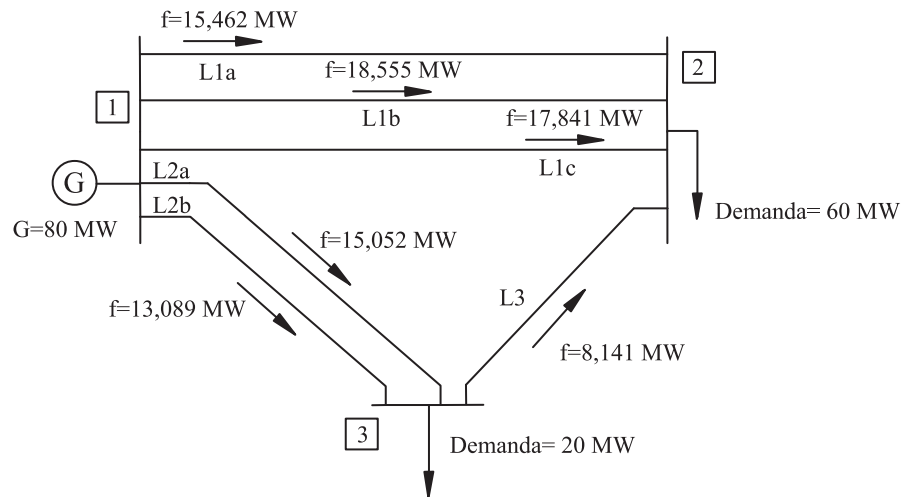 f=15,462 MW
L1a
2
f=18,555 MW
1
L1b
f=17,841 MW
L1c
L2a
G
L2b
G=80 MW
Demanda= 60 MW
f=15,052 MW
L3
f=13,089 MW
f=8,141 MW
3
Demanda= 20 MW